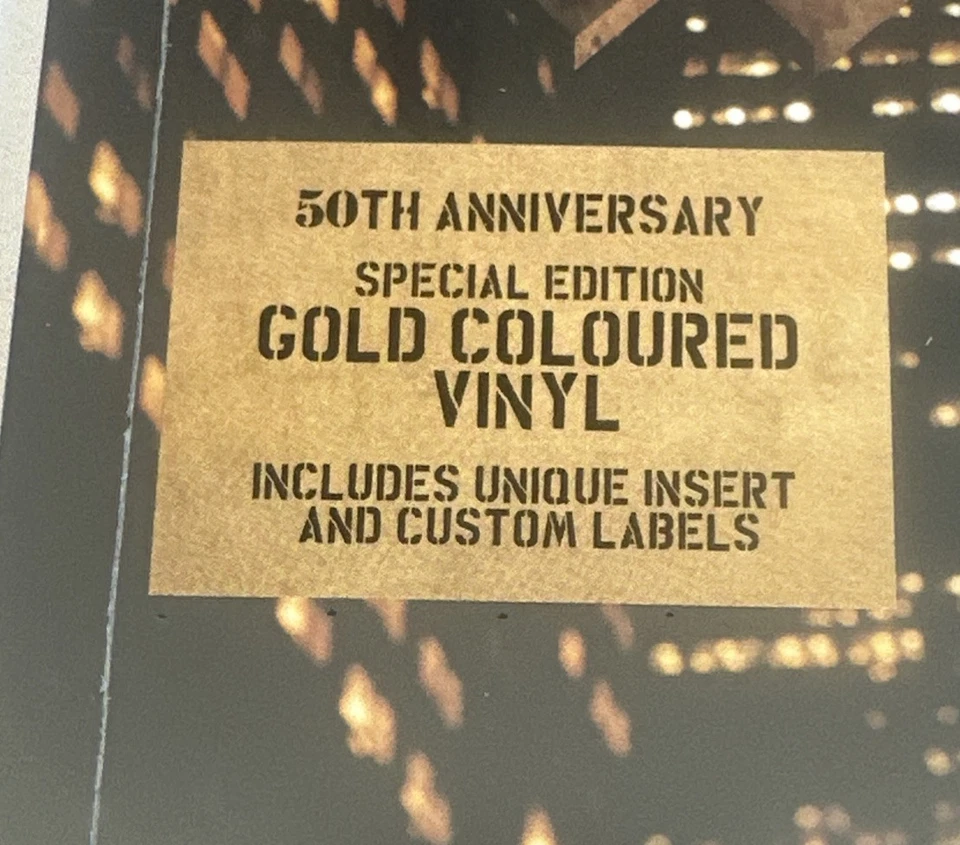 50TH ANNIVERSARY
SPECIAL EDITION
GOLD COLOURED
VINYL
INCLUDES UNIQUE INSERT
AND CUSTOM LABELS